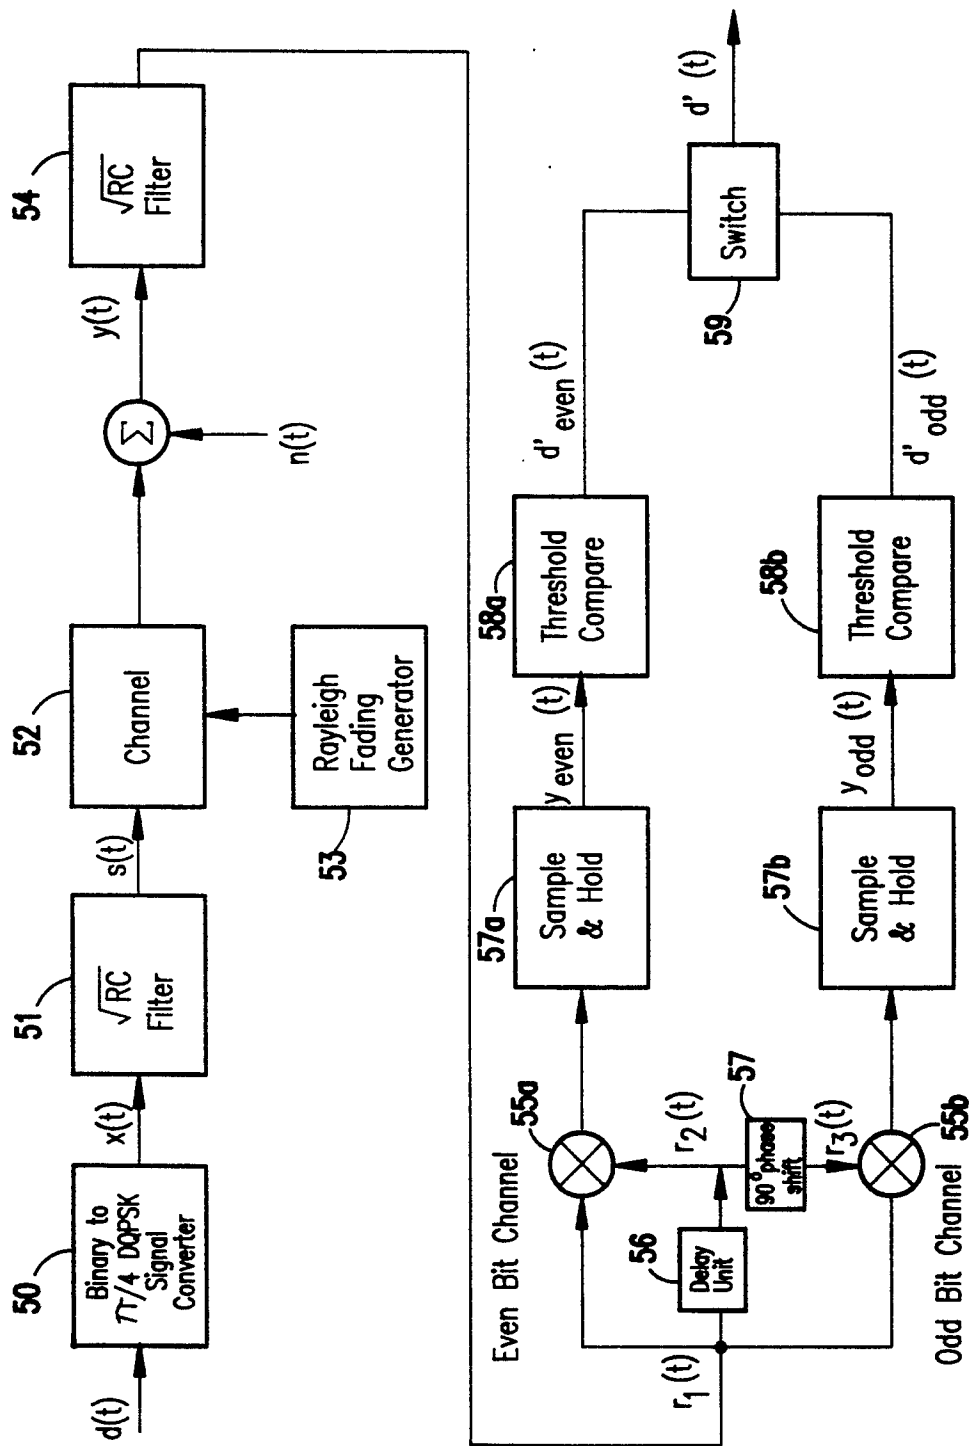 50
51
52
54
d(t)
Binary to
π/4 DQPSK
Signal
Converter
x(t)
√RC
Filter
s(t)
Channel
Σ
y(t)
√RC
Filter
Rayleigh
Fading
Generator
53
n(t)
Even Bit Channel
55a
57a
Sample
& Hold
y even (t)
58a
Threshold
Compare
d' even (t)
r1(t)
56
Delay
Unit
r2(t)
57
90° phase
shift
r3(t)
59
Switch
d' (t)
Odd Bit Channel
55b
57b
Sample
& Hold
y odd (t)
58b
Threshold
Compare
d' odd (t)